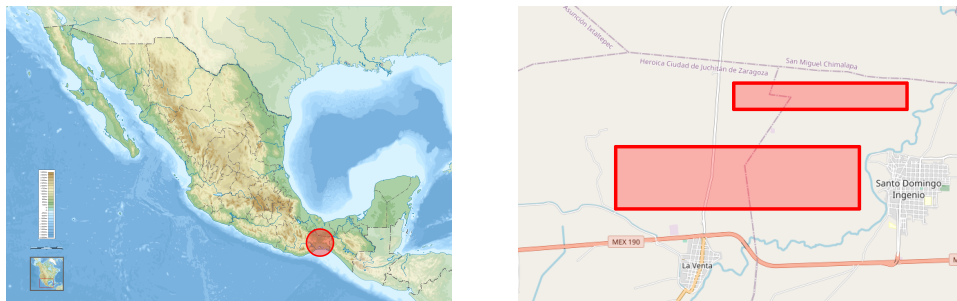 Asunción Ixtaltepec
Heroica Ciudad de Juchitán de Zaragoza
San Miguel Chimalapa
Santo Domingo
Ingenio
MEX 190
La Venta